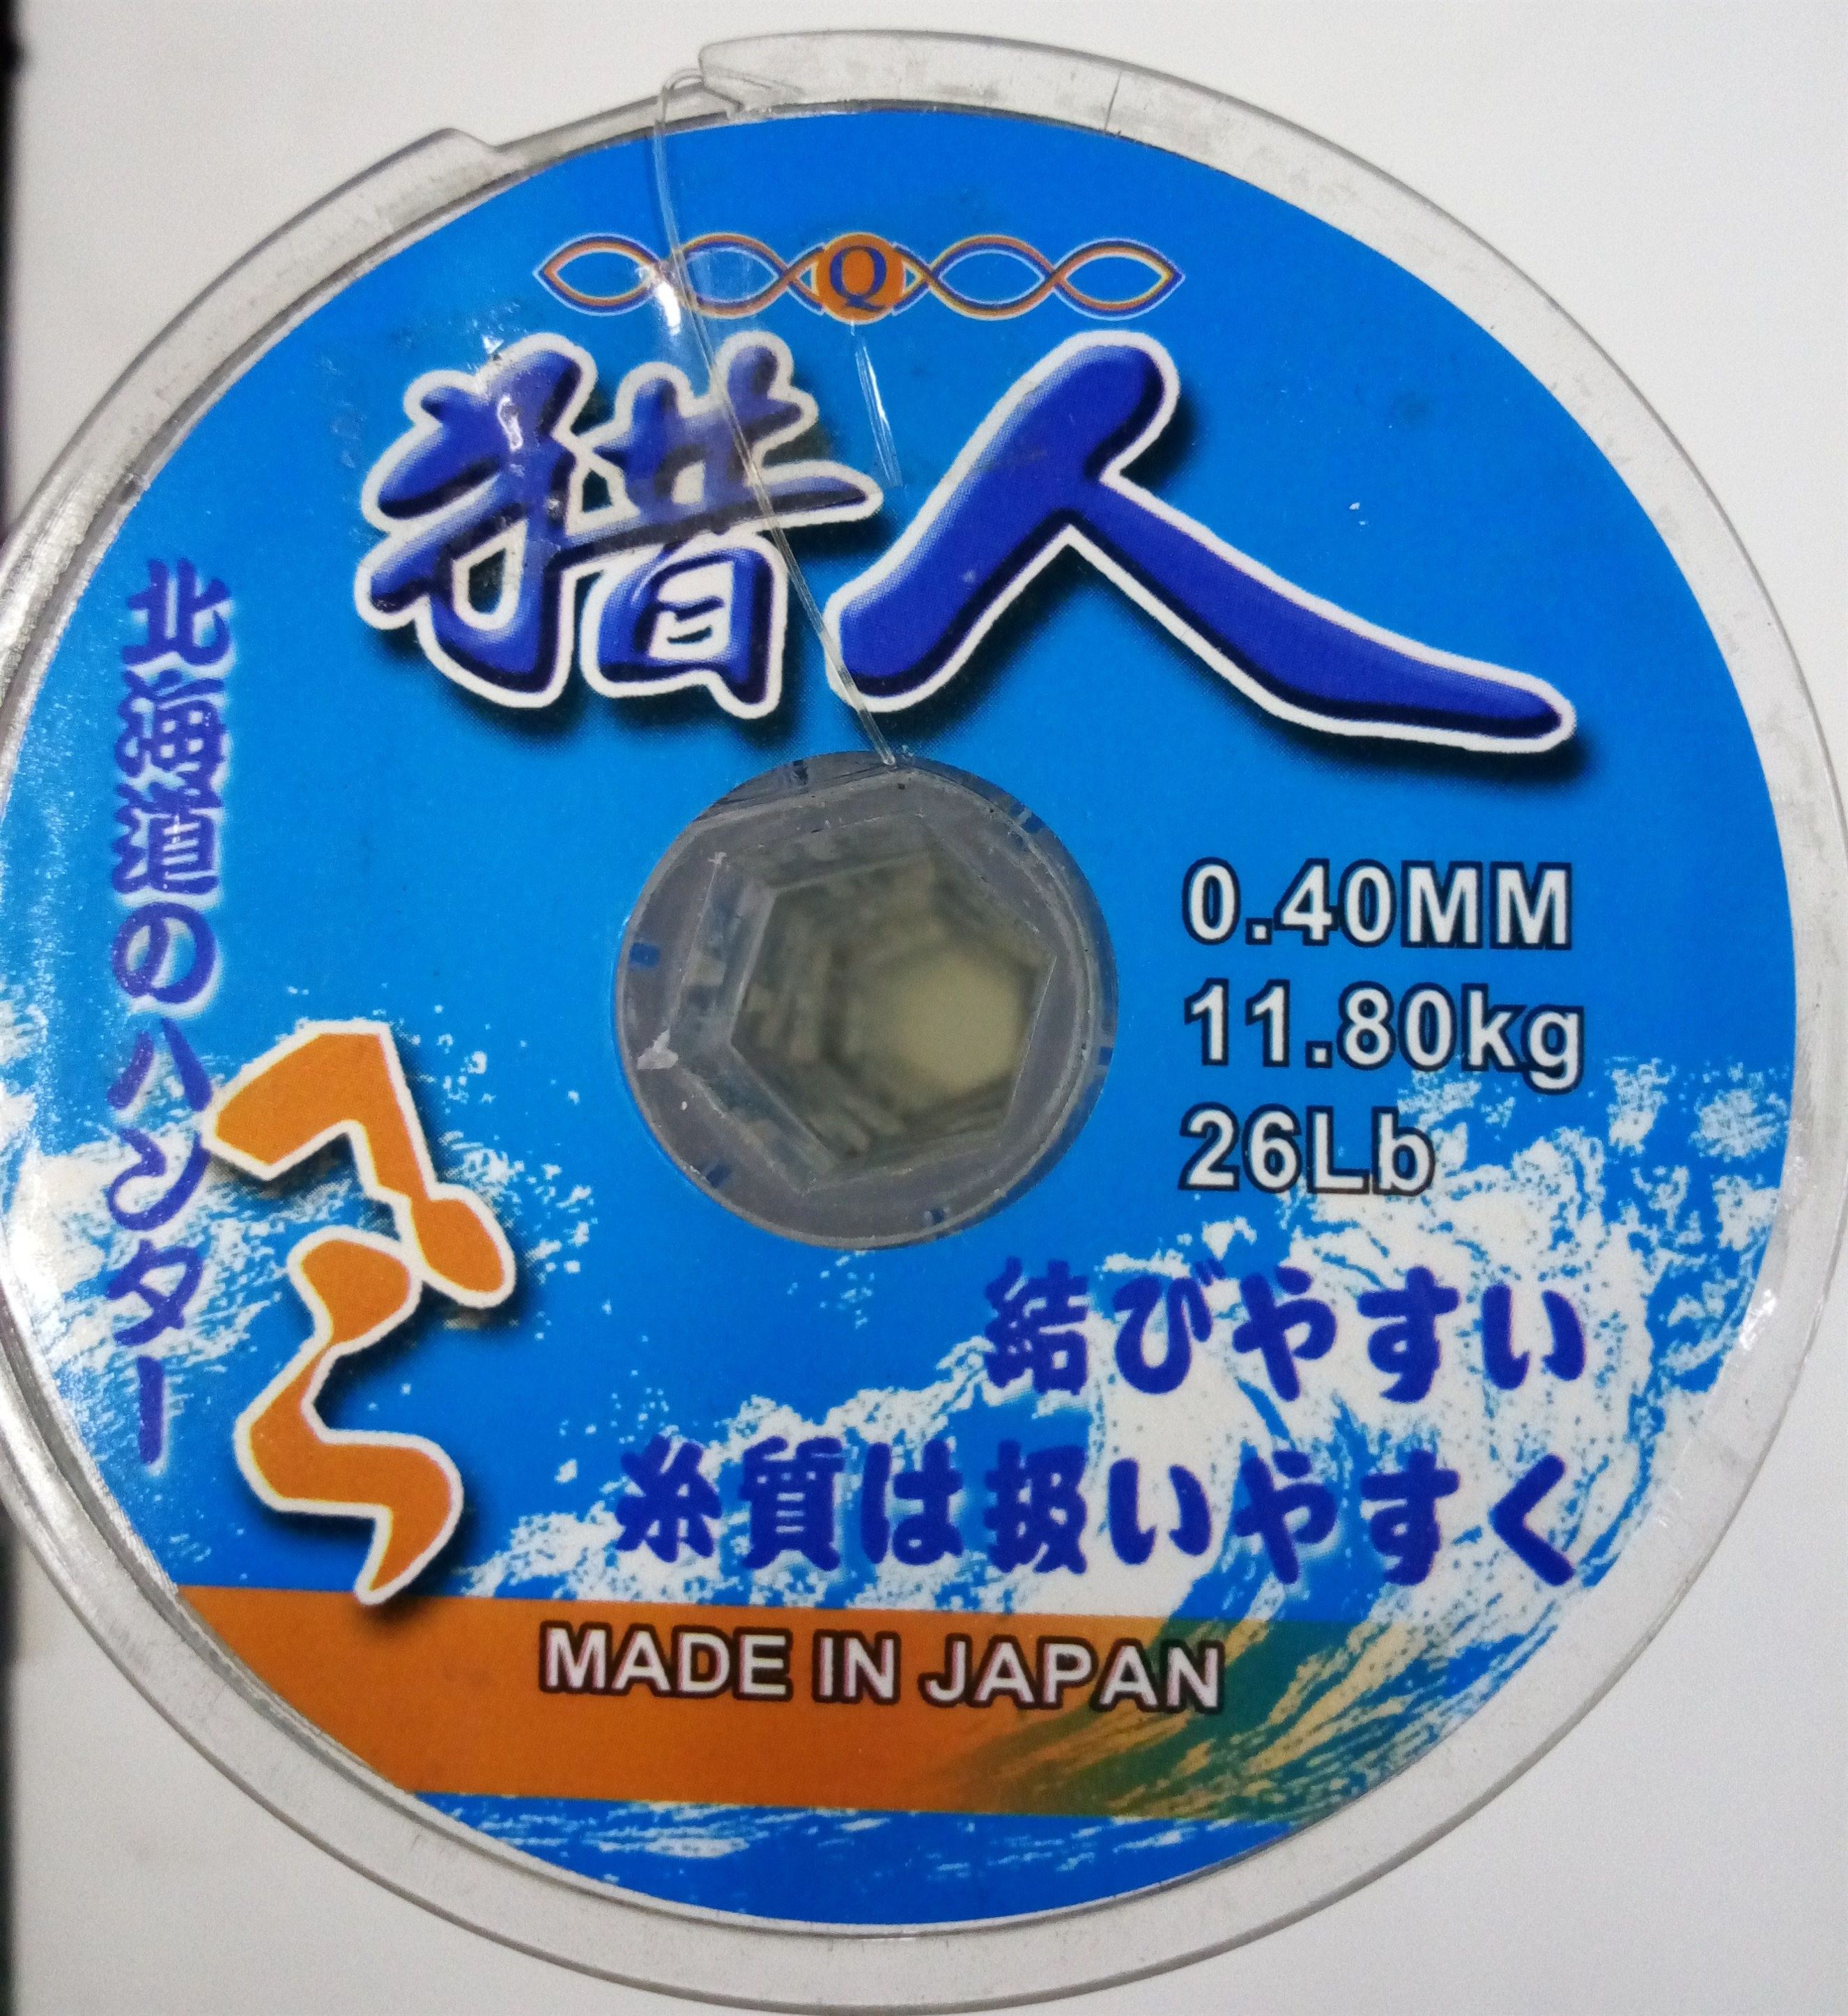 Q
猎人
北海道のハンター
0.40MM
11.80kg
26Lb
結びやすい
糸質は扱いやすく
MADE IN JAPAN